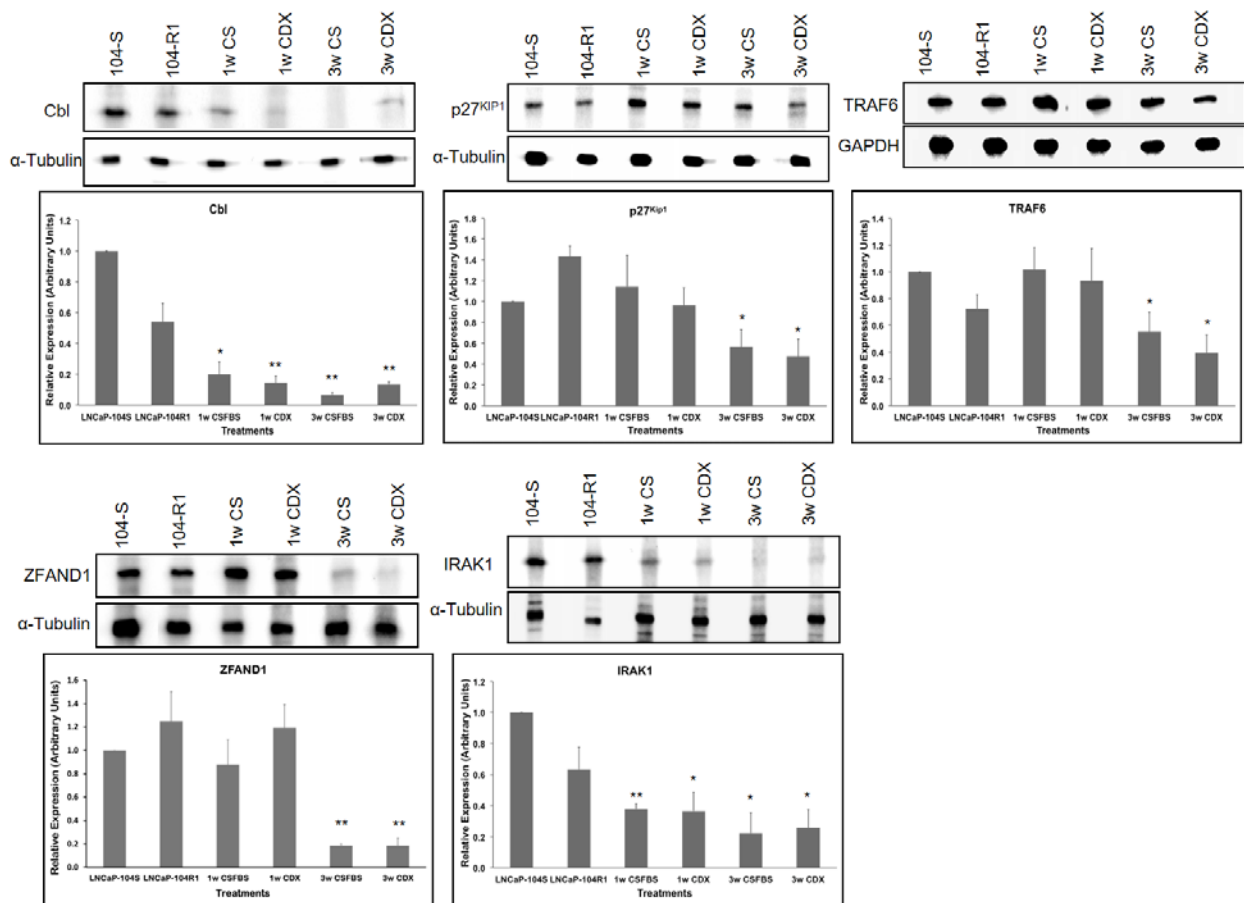 104-S
104-R1
1w CS
1w CDX
3w CS
3w CDX
Cbl
α-Tubulin
Cbl
Relative Expression (Arbitrary Units)
1.2
1.0
0.8
0.6
0.4
0.2
0.0
*
**
**
**
LNCaP-104S LNCaP-104R1 1w CSFBS 1w CDX 3w CSFBS 3w CDX
Treatments
104-S
104-R1
1w CS
1w CDX
3w CS
3w CDX
p27KIP1
α-Tubulin
p27Kip1
Relative Expression (Arbitrary Units)
1.8
1.6
1.4
1.2
1.0
0.8
0.6
0.4
0.2
0.0
*
*
LNCaP-104S LNCaP-104R1 1w CSFBS 1w CDX 3w CSFBS 3w CDX
Treatments
104-S
104-R1
1w CS
1w CDX
3w CS
3w CDX
TRAF6
GAPDH
TRAF6
Relative Expression (Arbitrary Units)
1.4
1.2
1.0
0.8
0.6
0.4
0.2
0.0
*
*
LNCaP-104S LNCaP-104R1 1w CSFBS 1w CDX 3w CSFBS 3w CDX
Treatments
104-S
104-R1
1w CS
1w CDX
3w CS
3w CDX
ZFAND1
α-Tubulin
ZFAND1
Relative Expression (Arbitrary Units)
1.6
1.4
1.2
1.0
0.8
0.6
0.4
0.2
0.0
**
**
LNCaP-104S LNCaP-104R1 1w CSFBS 1w CDX 3w CSFBS 3w CDX
Treatments
104-S
104-R1
1w CS
1w CDX
3w CS
3w CDX
IRAK1
α-Tubulin
IRAK1
Relative Expression (Arbitrary Units)
1.2
1.0
0.8
0.6
0.4
0.2
0.0
**
*
*
*
LNCaP-104S LNCaP-104R1 1w CSFBS 1w CDX 3w CSFBS 3w CDX
Treatments